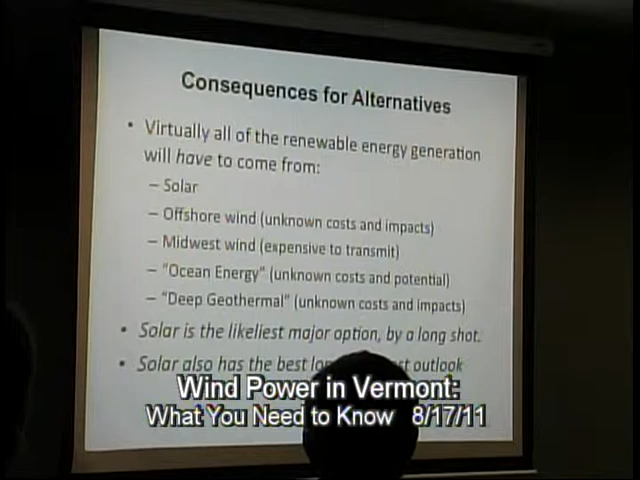 Consequences for Alternatives
• Virtually all of the renewable energy generation
will have to come from:
– Solar
– Offshore wind (unknown costs and impacts)
– Midwest wind (expensive to transmit)
– "Ocean Energy" (unknown costs and potential)
– "Deep Geothermal" (unknown costs and impacts)
• Solar is the likeliest major option, by a long shot.
• Solar also has the best outlook
Wind Power in Vermont:
What You Need to Know 8/17/11